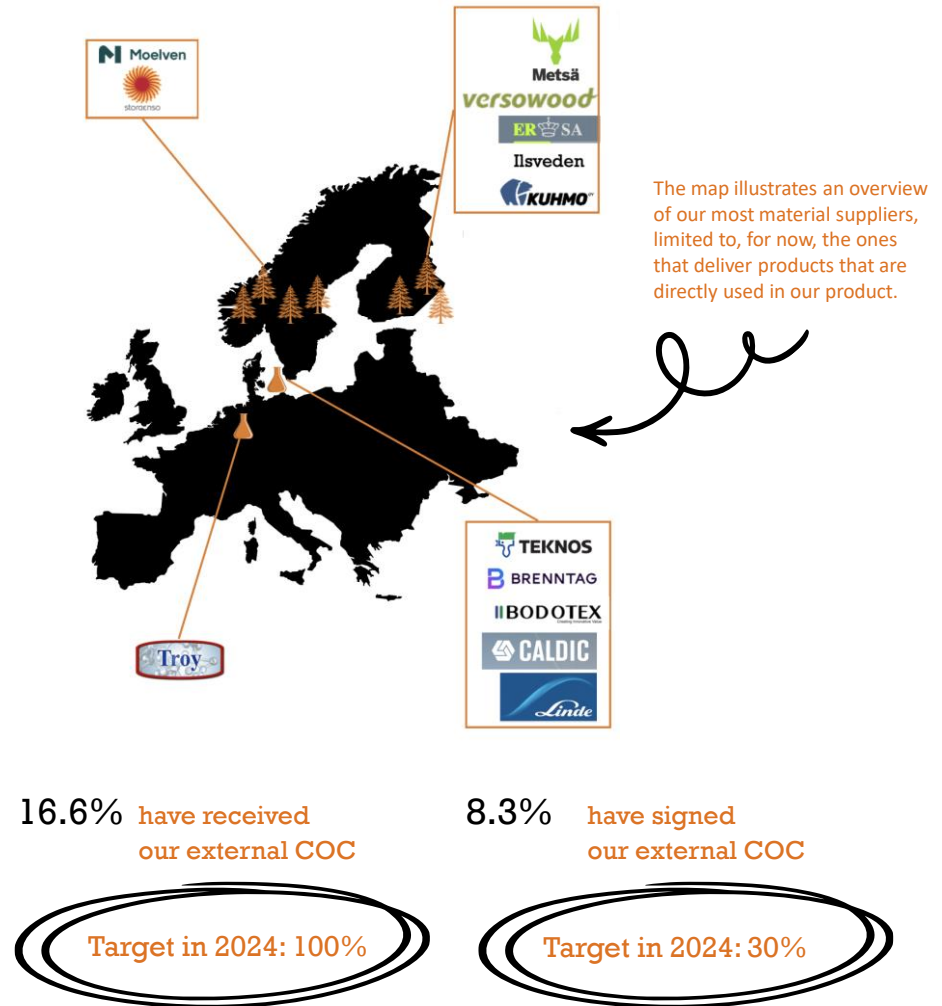 Moelven
storaenso
Metsä
versowood
ER SA
Ilsveden
KUHMO OY
The map illustrates an overview
of our most material suppliers,
limited to, for now, the ones
that deliver products that are
directly used in our product.
TEKNOS
BRENNTAG
BODOTEX
CALDIC
Linde
Troy
16.6% have received
our external COC
8.3% have signed
our external COC
Target in 2024: 100%
Target in 2024: 30%